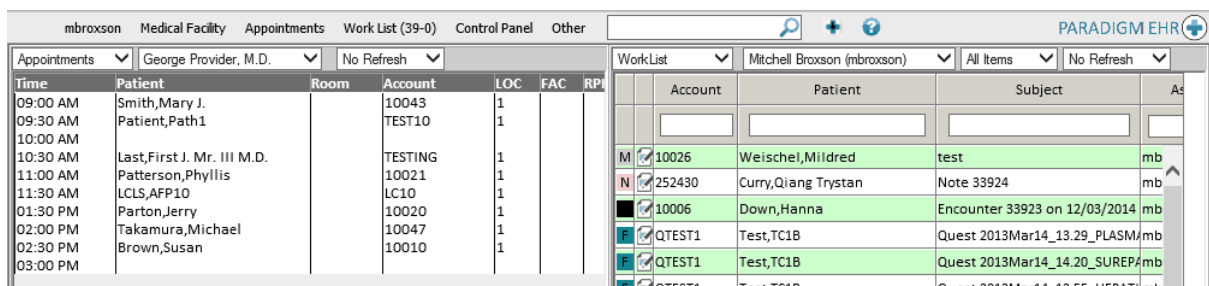 mbroxson Medical Facility Appointments Work List (39-0) Control Panel Other PARADIGM EHR
Appointments George Provider, M.D. No Refresh
Time Patient Room Account LOC FAC
09:00 AM Smith,Mary J. 10043 1
09:30 AM Patient,Path1 TEST10 1
10:00 AM
10:30 AM Last,First J. Mr. III M.D. TESTING 1
11:00 AM Patterson,Phyllis 10021 1
11:30 AM LCLS,AFP10 LC10 1
01:30 PM Parton,Jerry 10020 1
02:00 PM Takamura,Michael 10047 1
02:30 PM Brown,Susan 10010 1
03:00 PM
WorkList Mitchell Broxson (mbroxson) All Items No Refresh
Account Patient Subject As
M 10026 Weischel,Mildred test mb
N 252430 Curry,Qiang Trystan Note 33924 mb
10006 Down,Hanna Encounter 33923 on 12/03/2014 mb
F QTEST1 Test,TC1B Quest 2013Mar14_13.29_PLASMA mb
F QTEST1 Test,TC1B Quest 2013Mar14_14.20_SUREPA mb